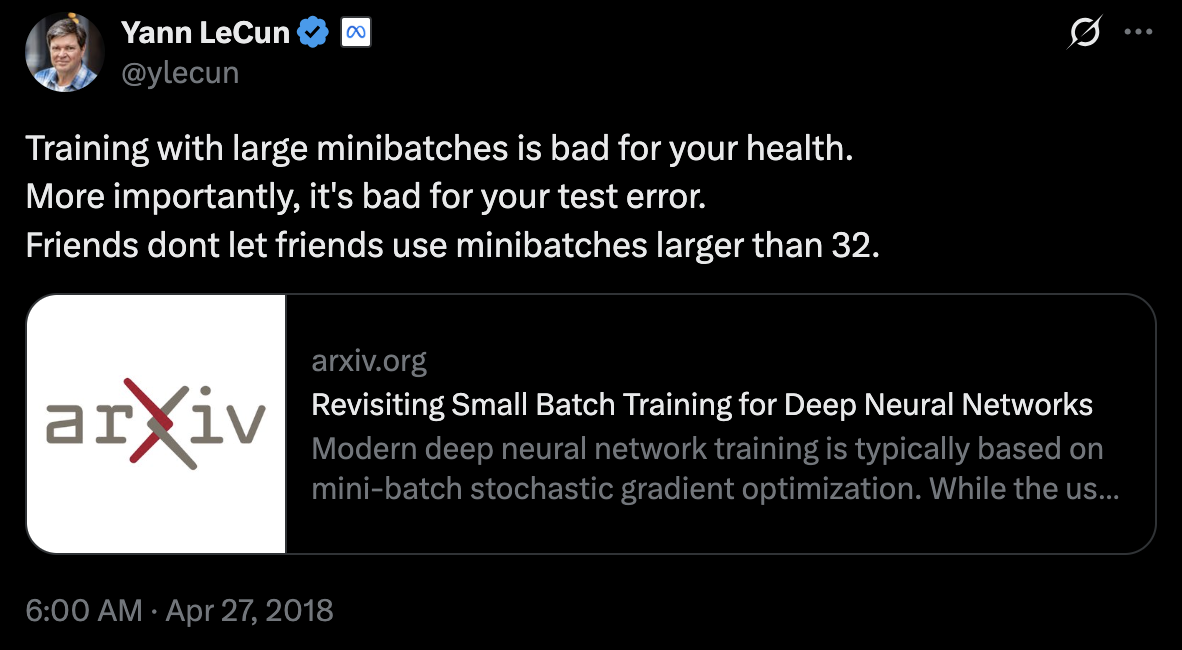 Yann LeCun
@ylecun
Training with large minibatches is bad for your health.
More importantly, it's bad for your test error.
Friends dont let friends use minibatches larger than 32.
arXiv
arxiv.org
Revisiting Small Batch Training for Deep Neural Networks
Modern deep neural network training is typically based on
mini-batch stochastic gradient optimization. While the us...
6:00 AM · Apr 27, 2018